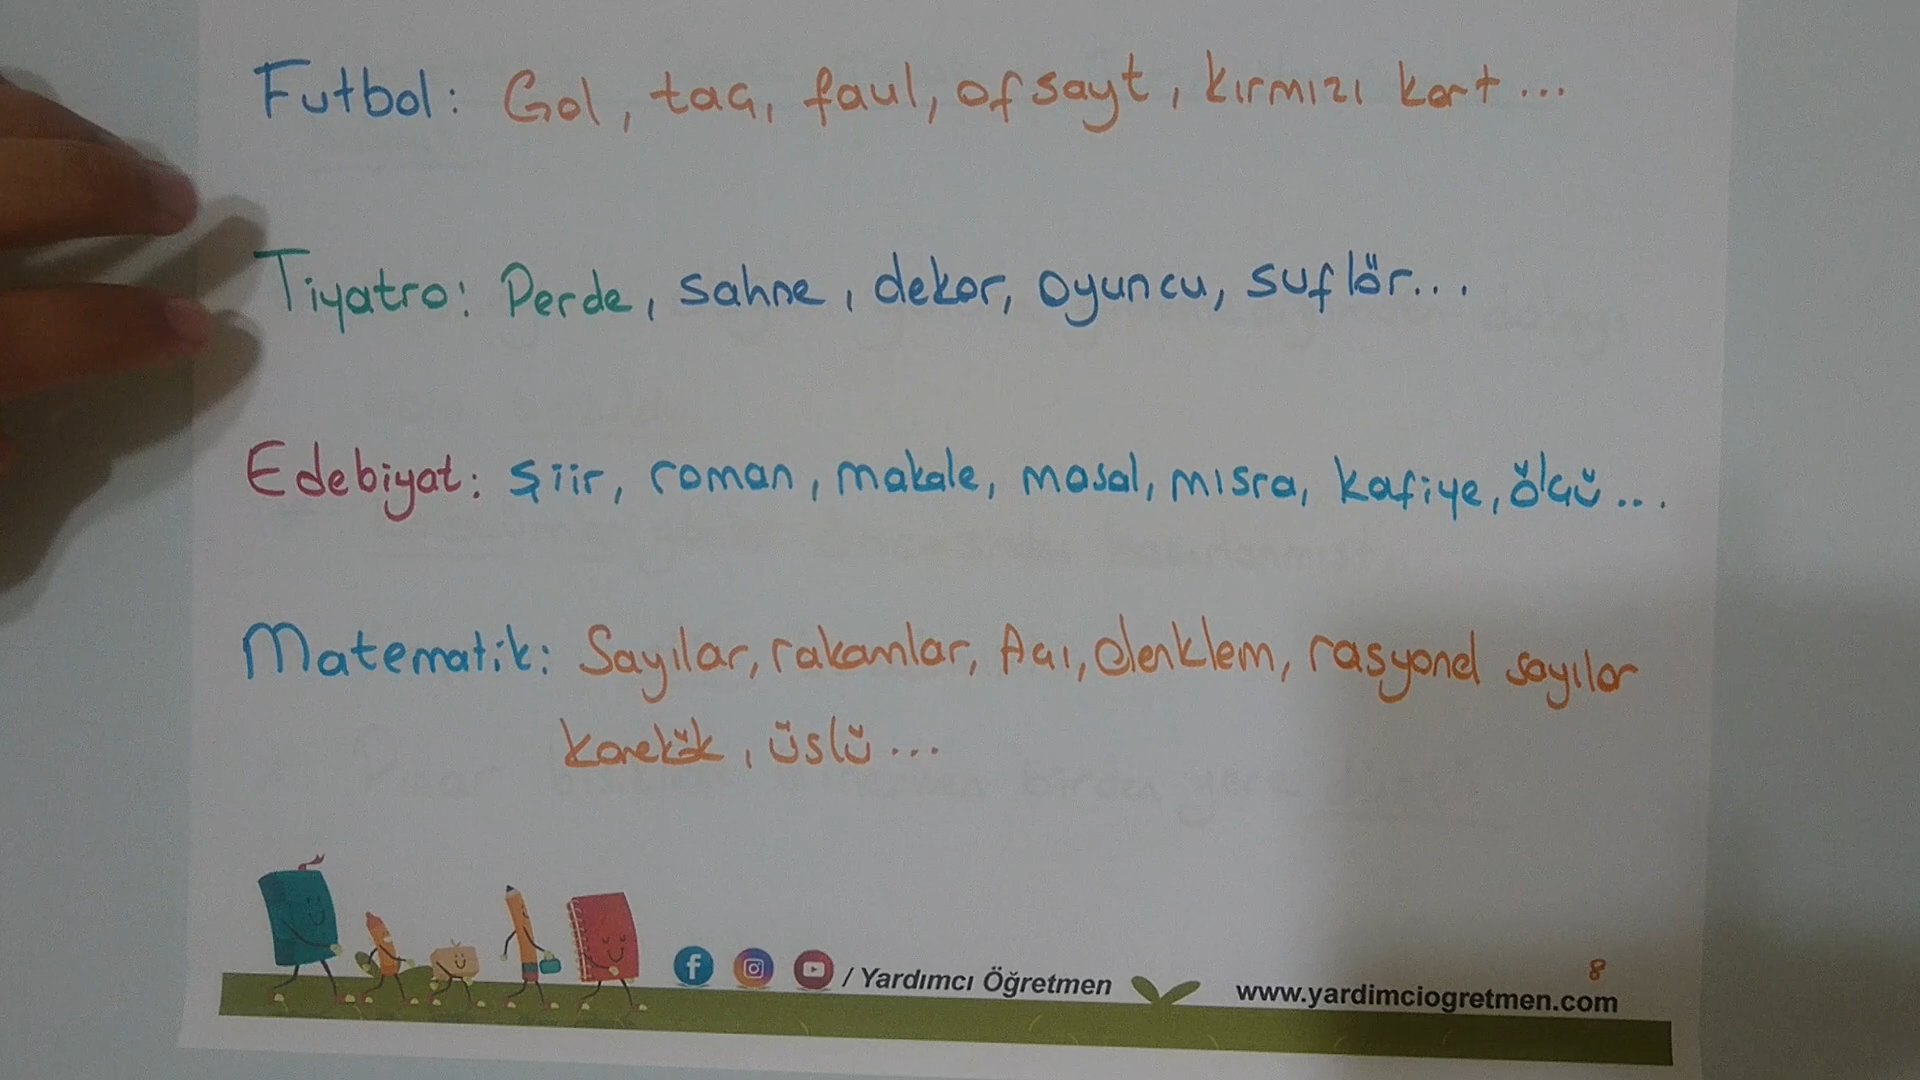 Futbol: Gol, taç, faul, ofsayt, kırmızı kart ...
Tiyatro: Perde, sahne, dekor, oyuncu, suflör...
Edebiyat: Şiir, roman, makale, masal, mısra, kafiye, ölçü...
Matematik: Sayılar, rakamlar, Açı, denklem, rasyonel sayılar
karekök, üslü...
8
/ Yardımcı Öğretmen
www.yardimciogretmen.com